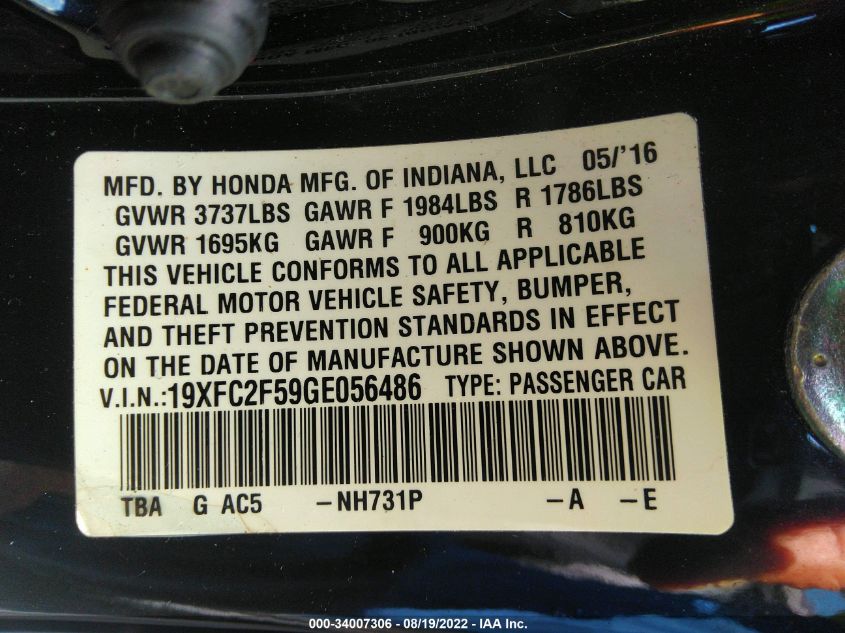 MFD. BY HONDA MFG. OF INDIANA, LLC 05/'16
GVWR 3737LBS GAWR F 1984LBS R 1786LBS
GVWR 1695KG GAWR F 900KG R 810KG
THIS VEHICLE CONFORMS TO ALL APPLICABLE
FEDERAL MOTOR VEHICLE SAFETY, BUMPER,
AND THEFT PREVENTION STANDARDS IN EFFECT
ON THE DATE OF MANUFACTURE SHOWN ABOVE.
V.I.N.:19XFC2F59GE056486 TYPE: PASSENGER CAR
TBA G AC5 –NH731P –A –E
000-34007306 - 08/19/2022 - IAA Inc.